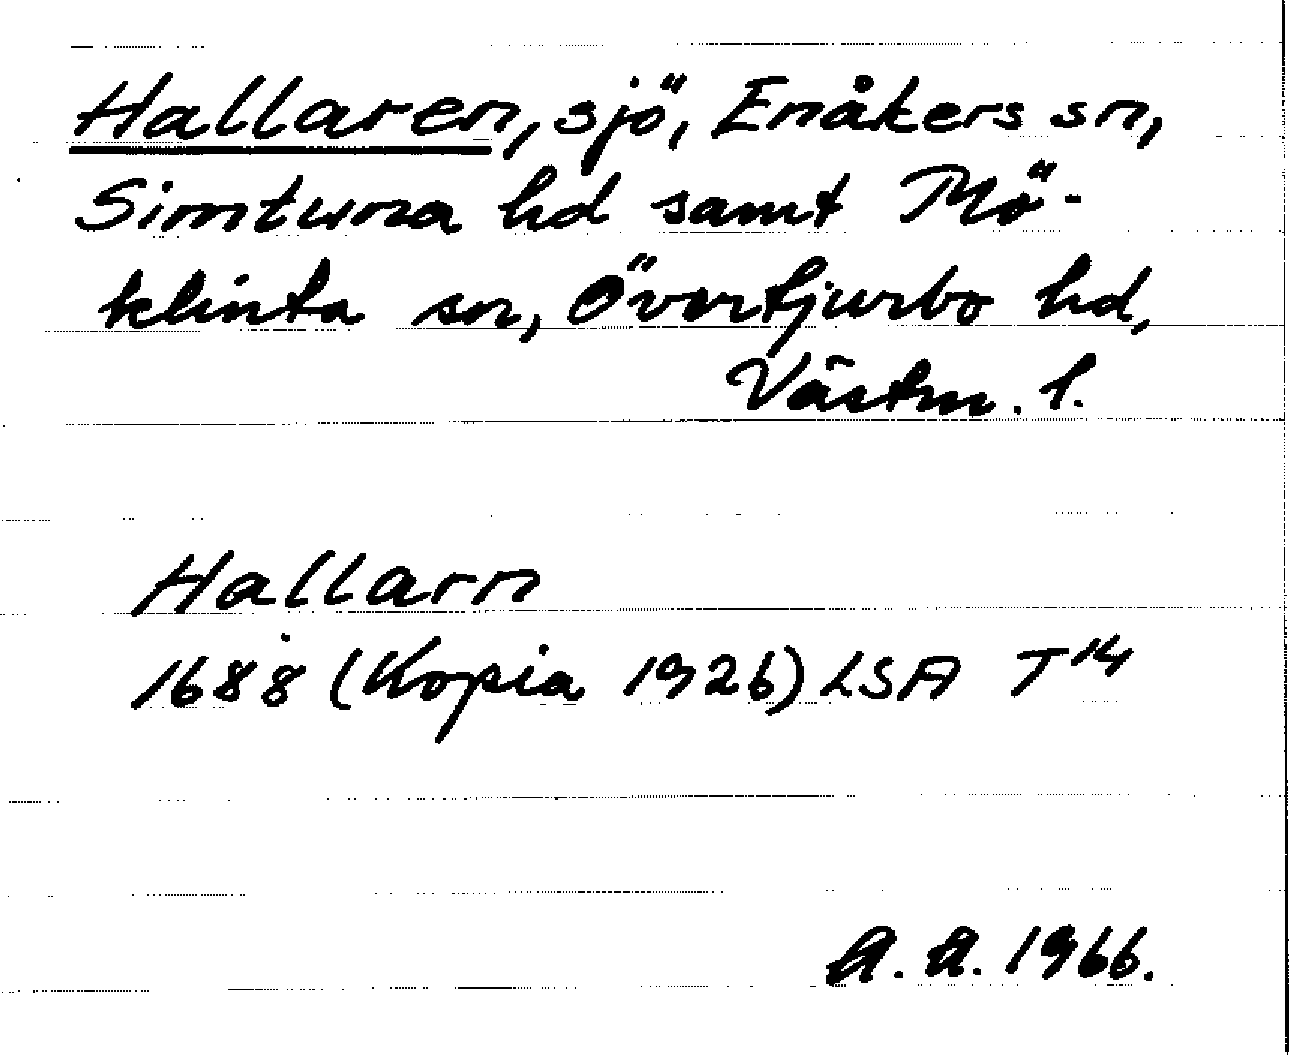 Hallaren, sjö, Enåkers sn,
Simtuna hd samt Mö-
klinta sn, Övertjurbo hd,
Västm. l.
Hallarn
1688 (Kopia 1926) LSA T 14
A. A. 1966.